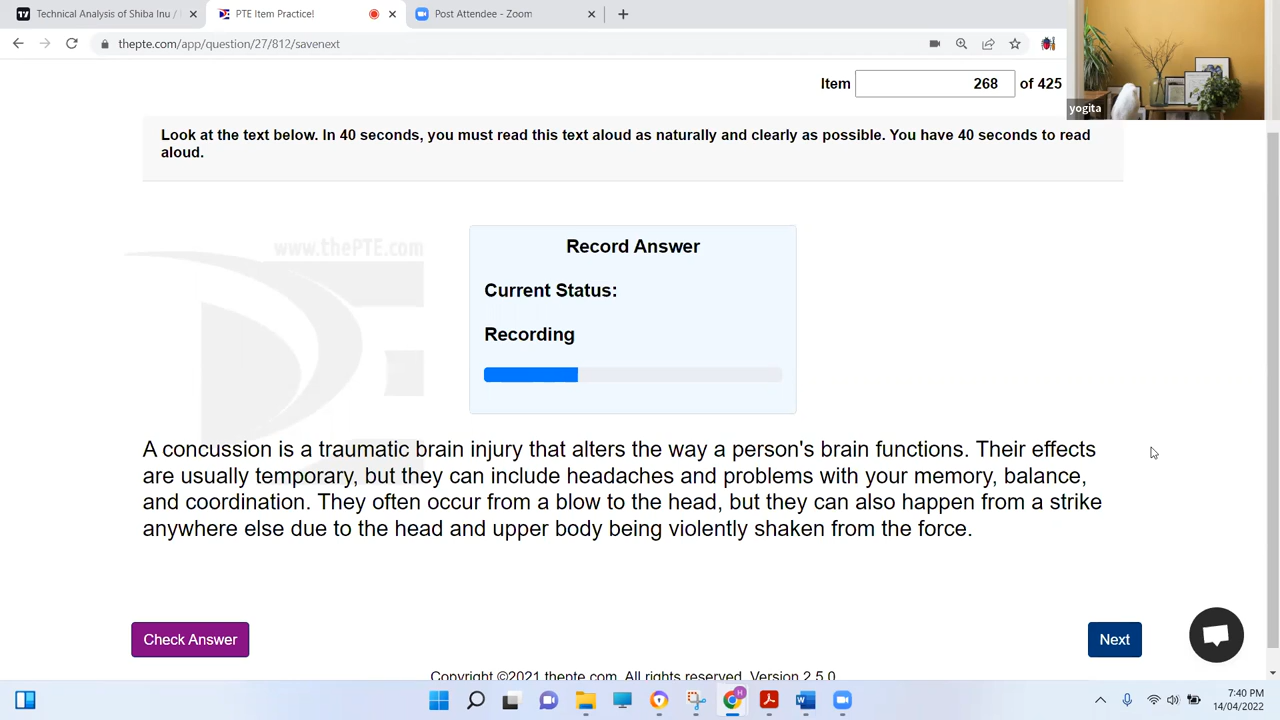 Technical Analysis of Shiba Inu /
PTE Item Practice!
Post Attendee - Zoom
thepte.com/app/question/27/812/savenext
yogita
Item 268 of 425
Look at the text below. In 40 seconds, you must read this text aloud as naturally and clearly as possible. You have 40 seconds to read
aloud.
www.thePTE.com
Record Answer
Current Status:
Recording
A concussion is a traumatic brain injury that alters the way a person's brain functions. Their effects
are usually temporary, but they can include headaches and problems with your memory, balance,
and coordination. They often occur from a blow to the head, but they can also happen from a strike
anywhere else due to the head and upper body being violently shaken from the force.
Check Answer
Next
Copyright ©2021 thepte.com. All rights reserved. Version 2.5.0
7:40 PM
14/04/2022